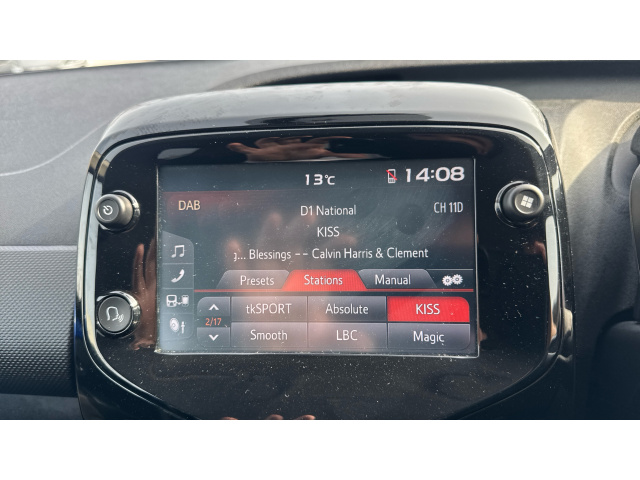 13°C 14:08
DAB D1 National CH 11D
KISS
g... Blessings -- Calvin Harris & Clement
Presets Stations Manual
tkSPORT Absolute KISS
2/17
Smooth LBC Magic